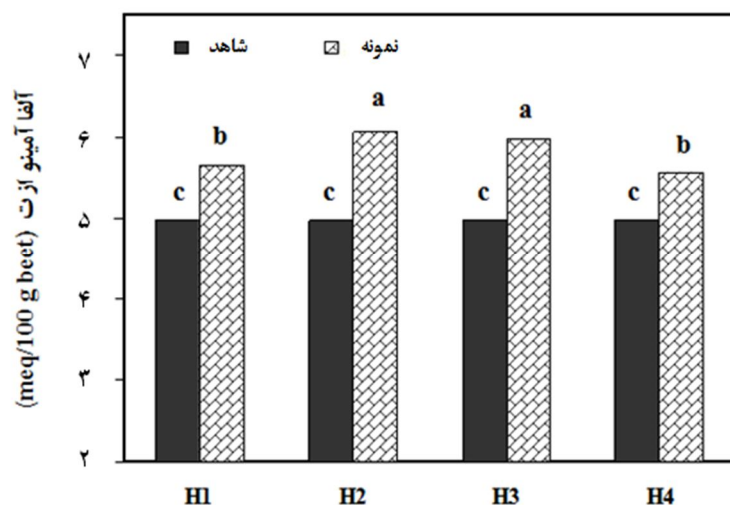 شاهد نمونه
آلفا آمینو ازت (meq/100 g beet)
۷
۶
۵
۴
۳
۲
c b
c a
c a
c b
H1 H2 H3 H4